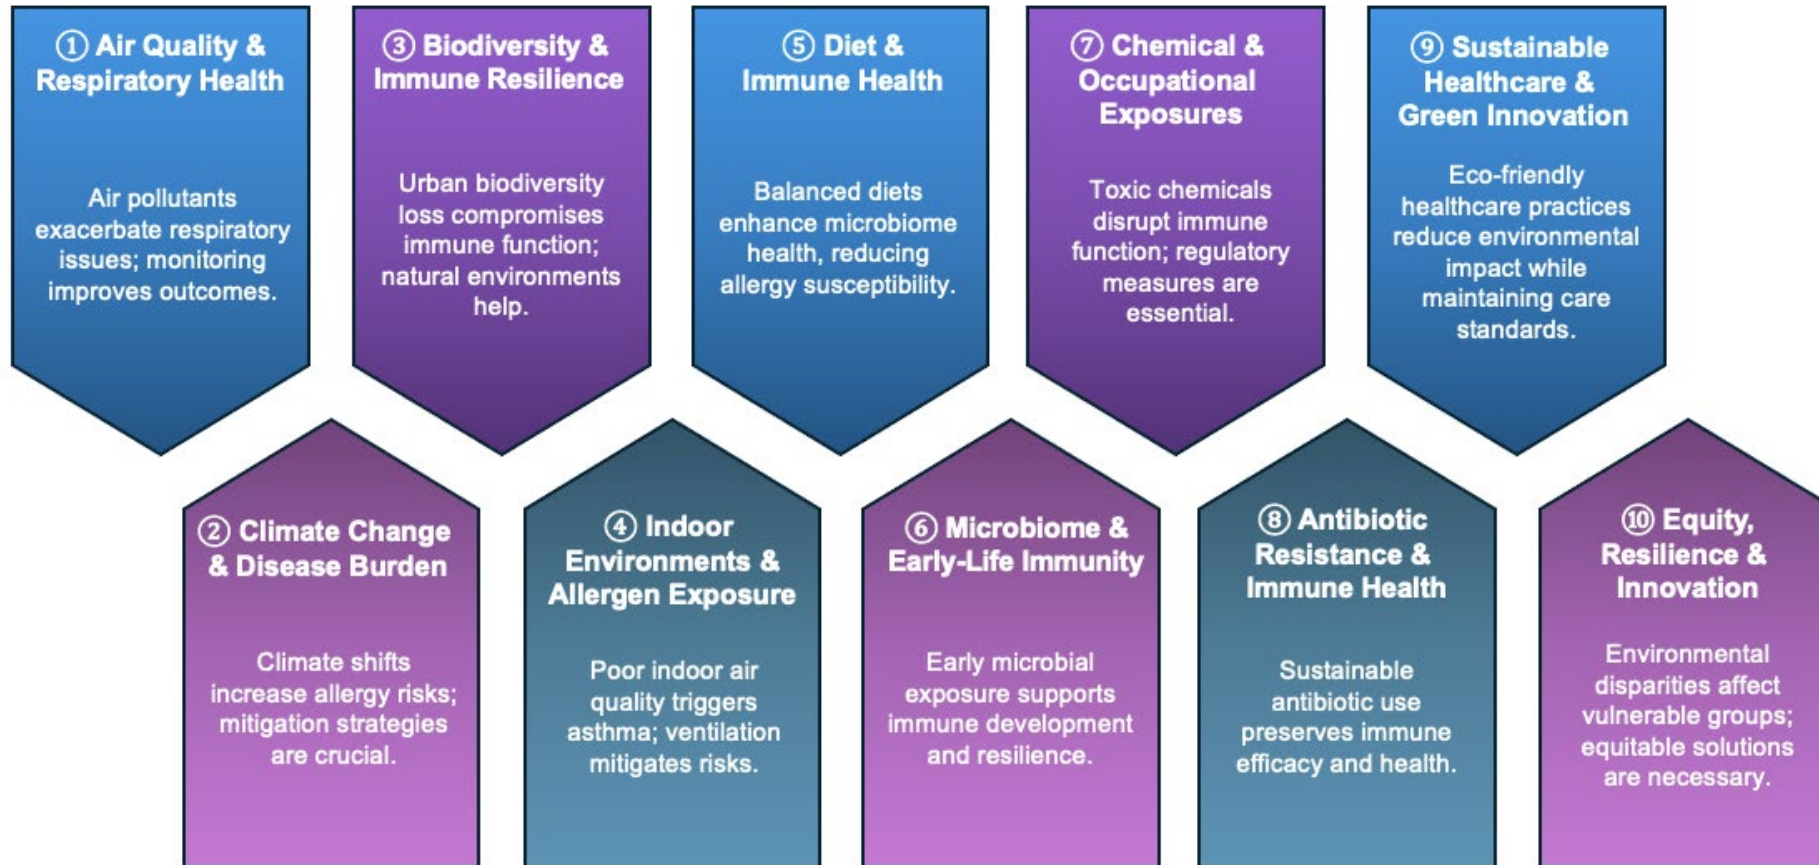 ① Air Quality &
Respiratory Health
Air pollutants
exacerbate respiratory
issues; monitoring
improves outcomes.
② Climate Change
& Disease Burden
Climate shifts
increase allergy risks;
mitigation strategies
are crucial.
③ Biodiversity &
Immune Resilience
Urban biodiversity
loss compromises
immune function;
natural environments
help.
④ Indoor
Environments &
Allergen Exposure
Poor indoor air
quality triggers
asthma; ventilation
mitigates risks.
⑤ Diet &
Immune Health
Balanced diets
enhance microbiome
health, reducing
allergy susceptibility.
⑥ Microbiome &
Early-Life Immunity
Early microbial
exposure supports
immune development
and resilience.
⑦ Chemical &
Occupational
Exposures
Toxic chemicals
disrupt immune
function; regulatory
measures are
essential.
⑧ Antibiotic
Resistance &
Immune Health
Sustainable
antibiotic use
preserves immune
efficacy and health.
⑨ Sustainable
Healthcare &
Green Innovation
Eco-friendly
healthcare practices
reduce environmental
impact while
maintaining care
standards.
⑩ Equity,
Resilience &
Innovation
Environmental
disparities affect
vulnerable groups;
equitable solutions
are necessary.